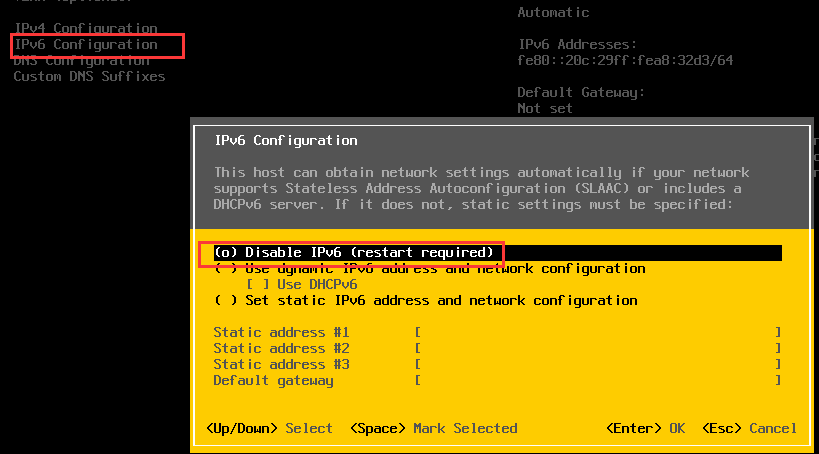 IPv4 Configuration
IPv6 Configuration
DNS Configuration
Custom DNS Suffixes
Automatic
IPv6 Addresses:
fe80::20c:29ff:fea8:32d3/64
Default Gateway:
Not set
IPv6 Configuration
This host can obtain network settings automatically if your network
supports Stateless Address Autoconfiguration (SLAAC) or includes a
DHCPv6 server. If it does not, static settings must be specified:
(o) Disable IPv6 (restart required)
( ) Use dynamic IPv6 address and network configuration
[ ] Use DHCPv6
( ) Set static IPv6 address and network configuration
Static address #1 [ ]
Static address #2 [ ]
Static address #3 [ ]
Default gateway [ ]
<Up/Down> Select <Space> Mark Selected <Enter> OK <Esc> Cancel